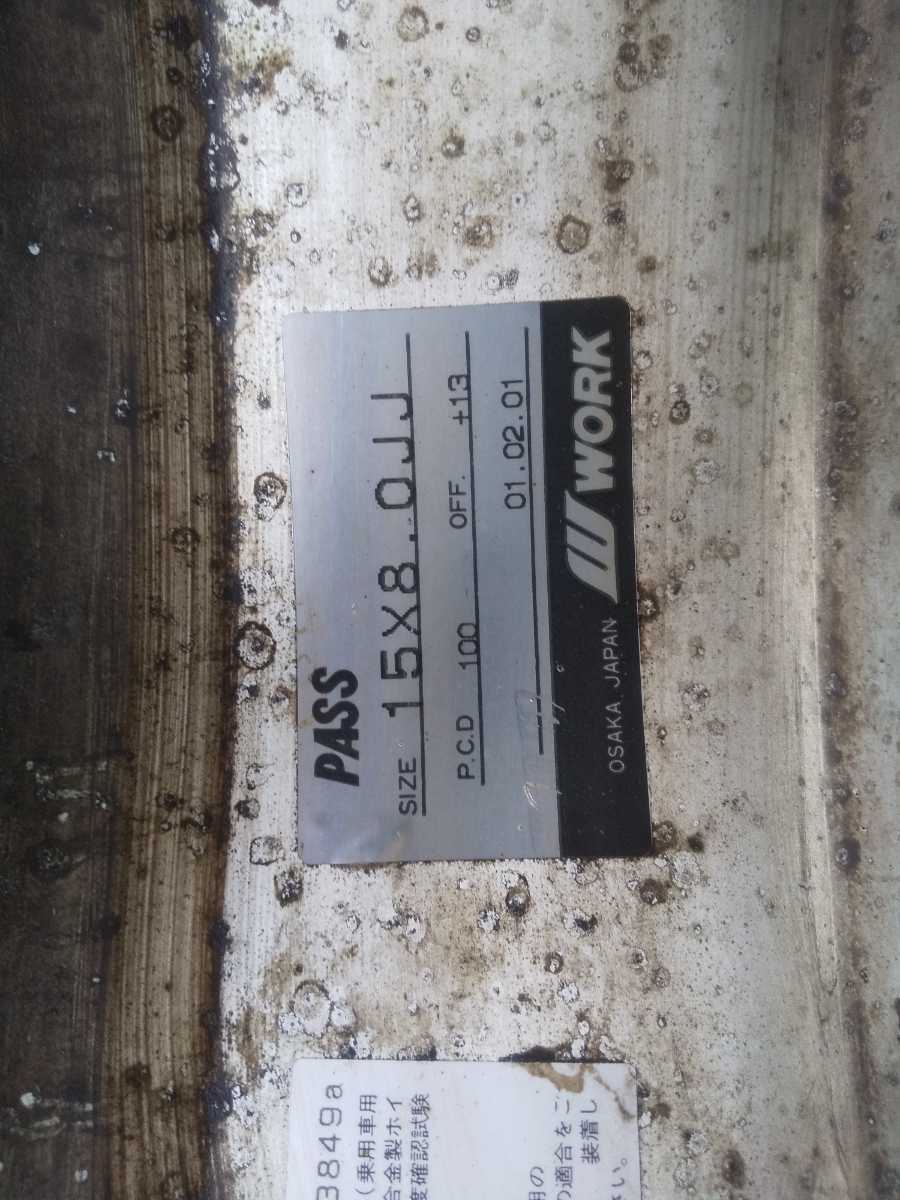 PASS
SIZE 15X8.0JJ
P.C.D 100 OFF. +13
01.02.01
OSAKA JAPAN WORK
3849a
（乗用車用
合金製ホイ
度確認試験
用の
の適合をご
装着し
さい。